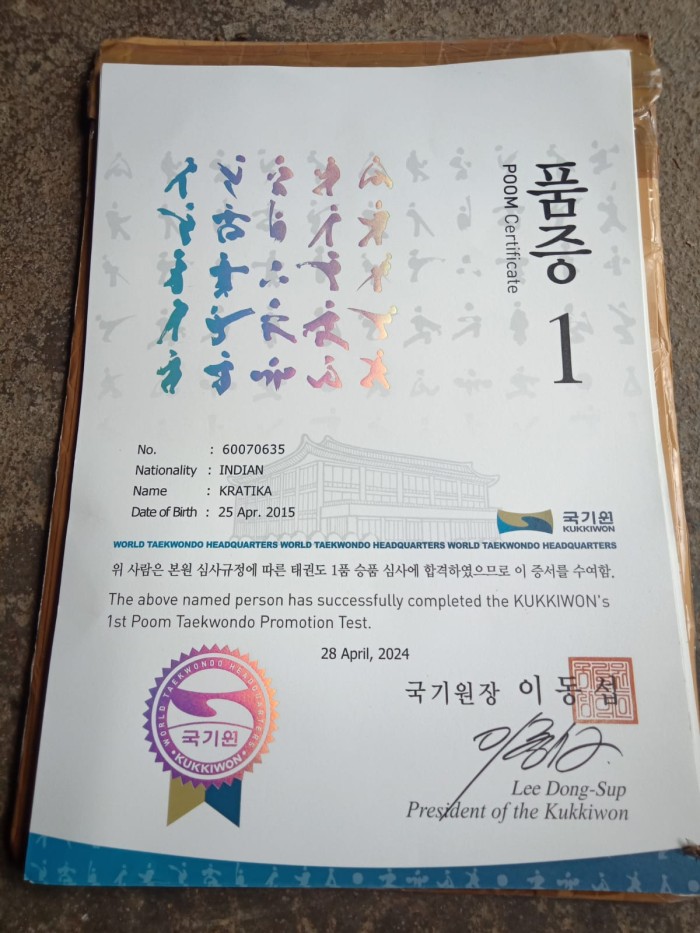 품증
POOM Certificate
1
No. : 60070635
Nationality : INDIAN
Name : KRATIKA
Date of Birth : 25 Apr. 2015
국기원
KUKKIWON
WORLD TAEKWONDO HEADQUARTERS WORLD TAEKWONDO HEADQUARTERS WORLD TAEKWONDO HEADQUARTERS
위 사람은 본원 심사규정에 따른 태권도 1품 승품 심사에 합격하였으므로 이 증서를 수여함.
The above named person has successfully completed the KUKKIWON's
1st Poom Taekwondo Promotion Test.
28 April, 2024
WORLD TAEKWONDO HEADQUARTERS
국기원
KUKKIWON
국기원장 이동섭
Lee Dong-Sup
President of the Kukkiwon